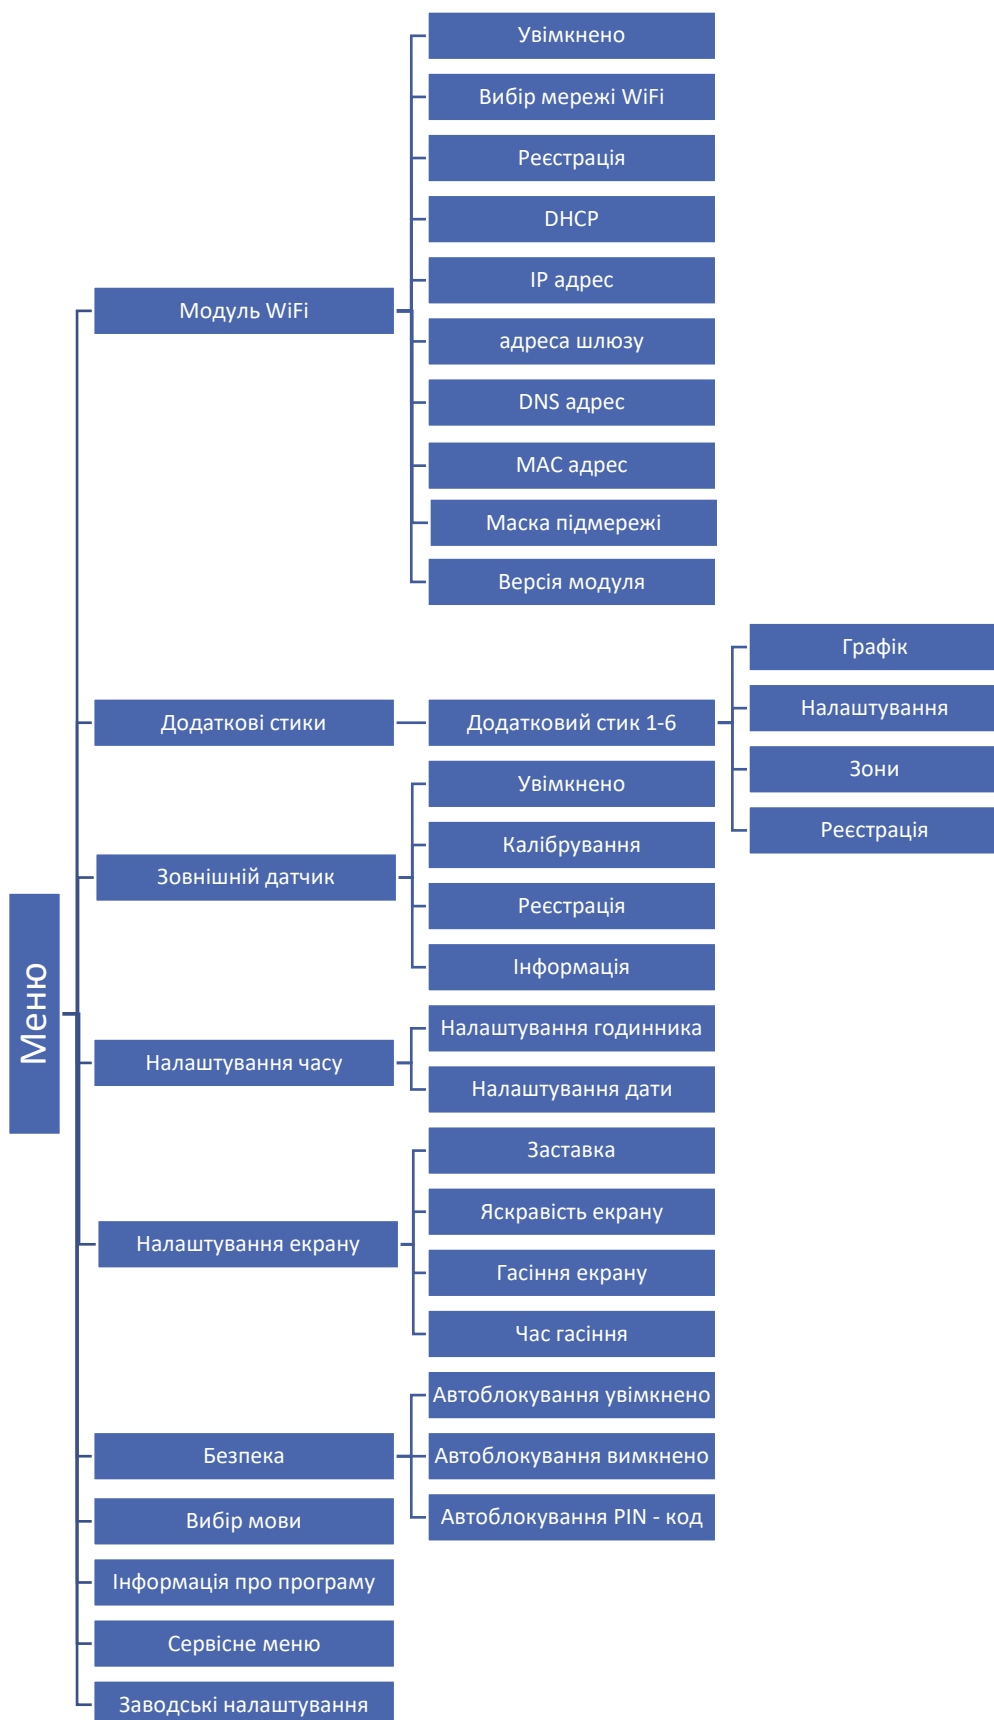 Меню
Модуль WiFi
Увімкнено
Вибір мережі WiFi
Реєстрація
DHCP
IP адрес
адреса шлюзу
DNS адрес
MAC адрес
Маска підмережі
Версія модуля
Додаткові стики
Додатковий стик 1-6
Графік
Налаштування
Зони
Реєстрація
Зовнішній датчик
Увімкнено
Калібрування
Реєстрація
Інформація
Налаштування часу
Налаштування годинника
Налаштування дати
Налаштування екрану
Заставка
Яскравість екрану
Гасіння екрану
Час гасіння
Безпека
Автоблокування увімкнено
Автоблокування вимкнено
Автоблокування PIN - код
Вибір мови
Інформація про програму
Сервісне меню
Заводські налаштування